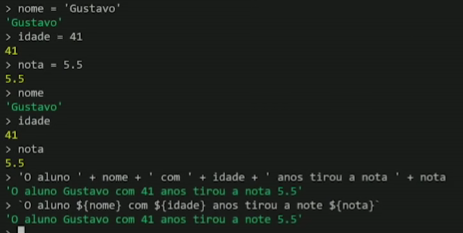 > nome = 'Gustavo'
'Gustavo'
> idade = 41
41
> nota = 5.5
5.5
> nome
'Gustavo'
> idade
41
> nota
5.5
> 'O aluno ' + nome + ' com ' + idade + ' anos tirou a nota ' + nota
'O aluno Gustavo com 41 anos tirou a nota 5.5'
> `O aluno ${nome} com ${idade} anos tirou a note ${nota}`
'O aluno Gustavo com 41 anos tirou a note 5.5'
>